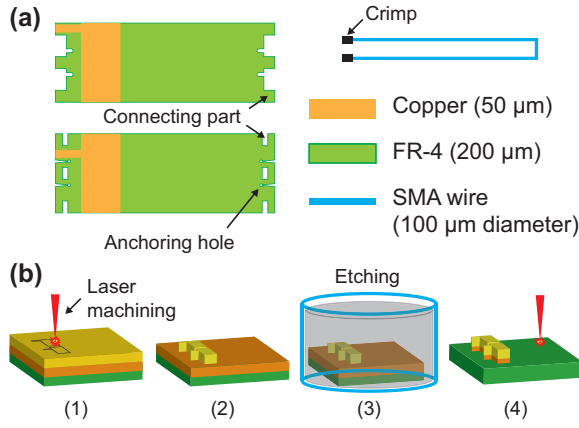 (a)
Crimp
Connecting part
Anchoring hole
Copper (50 μm)
FR-4 (200 μm)
SMA wire
(100 μm diameter)
(b)
Laser
machining
Etching
(1)
(2)
(3)
(4)